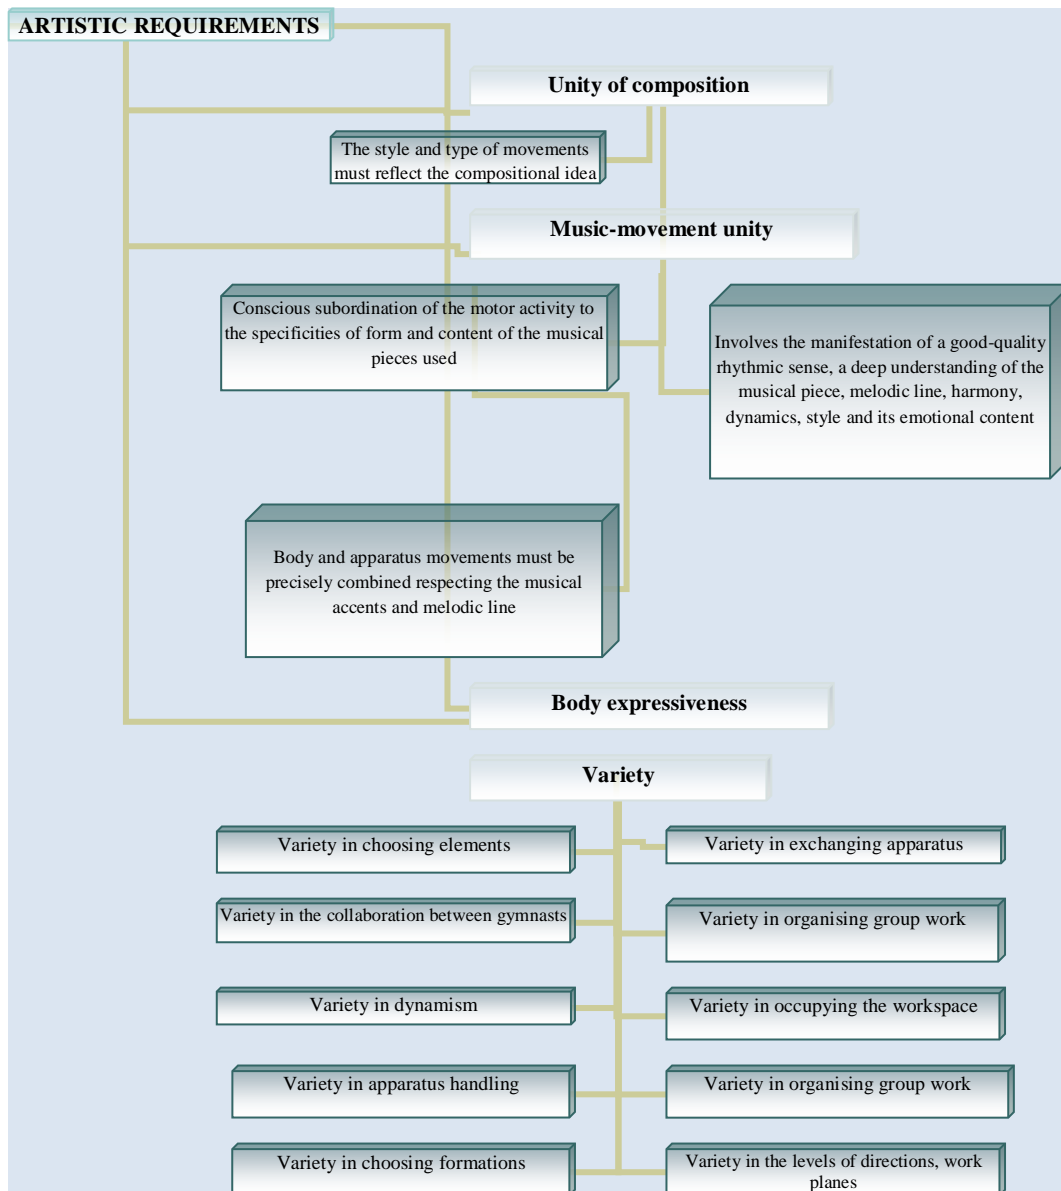 ARTISTIC REQUIREMENTS
Unity of composition
The style and type of movements
must reflect the compositional idea
Music-movement unity
Conscious subordination of the motor activity to
the specificities of form and content of the musical
pieces used
Involves the manifestation of a good-quality
rhythmic sense, a deep understanding of the
musical piece, melodic line, harmony,
dynamics, style and its emotional content
Body and apparatus movements must be
precisely combined respecting the musical
accents and melodic line
Body expressiveness
Variety
Variety in choosing elements
Variety in exchanging apparatus
Variety in the collaboration between gymnasts
Variety in organising group work
Variety in dynamism
Variety in occupying the workspace
Variety in apparatus handling
Variety in organising group work
Variety in choosing formations
Variety in the levels of directions, work
planes